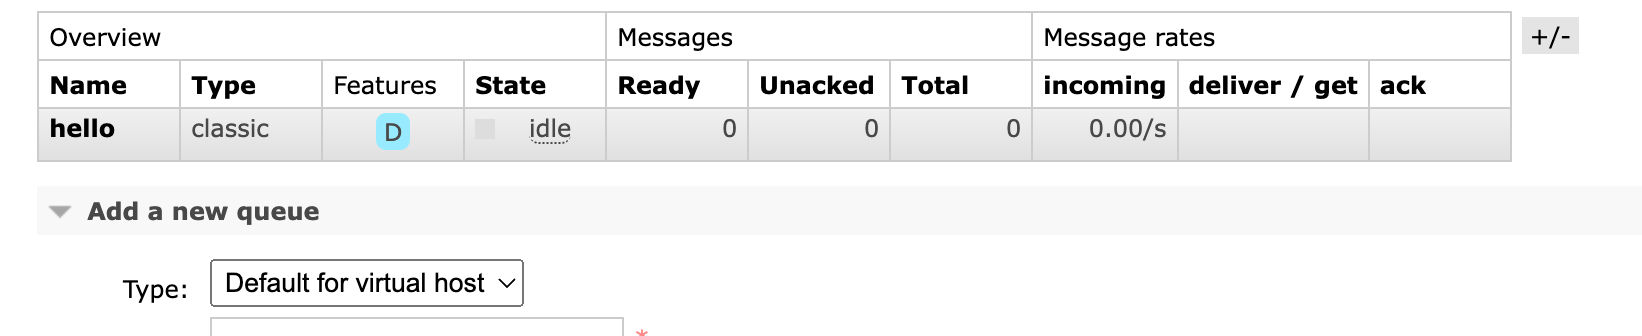 Overview Messages Message rates +/-
Name Type Features State Ready Unacked Total incoming deliver / get ack
hello classic D idle 0 0 0 0.00/s
Add a new queue
Type: Default for virtual host
*